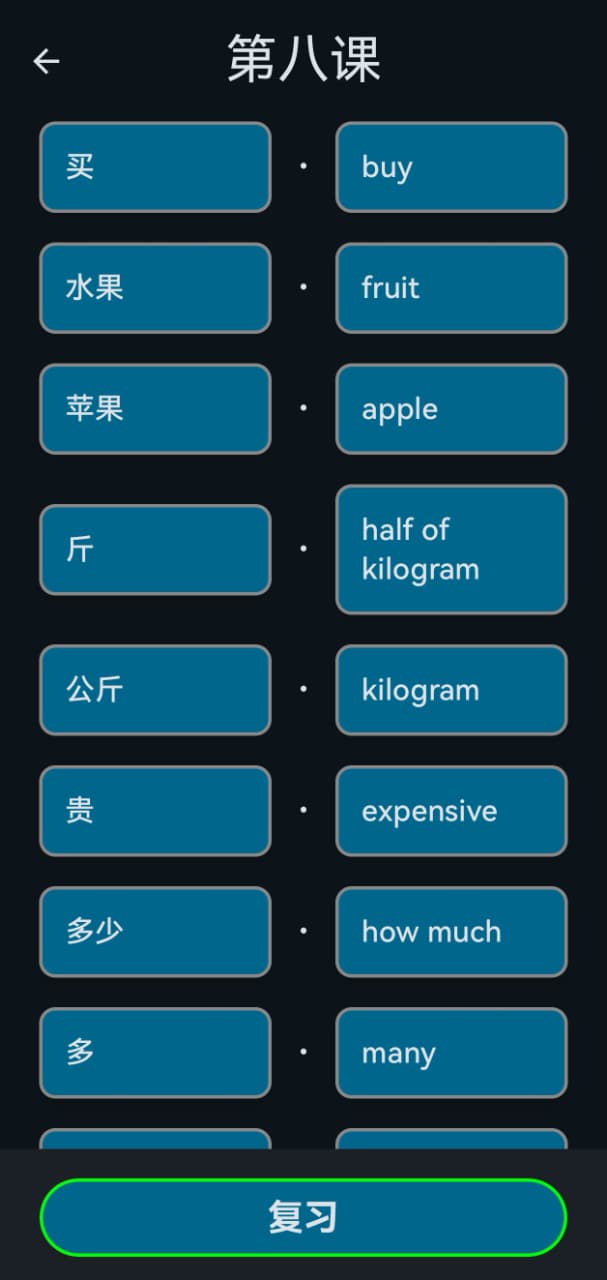 第八课
买 · buy
水果 · fruit
苹果 · apple
斤 · half of
kilogram
公斤 · kilogram
贵 · expensive
多少 · how much
多 · many
复习